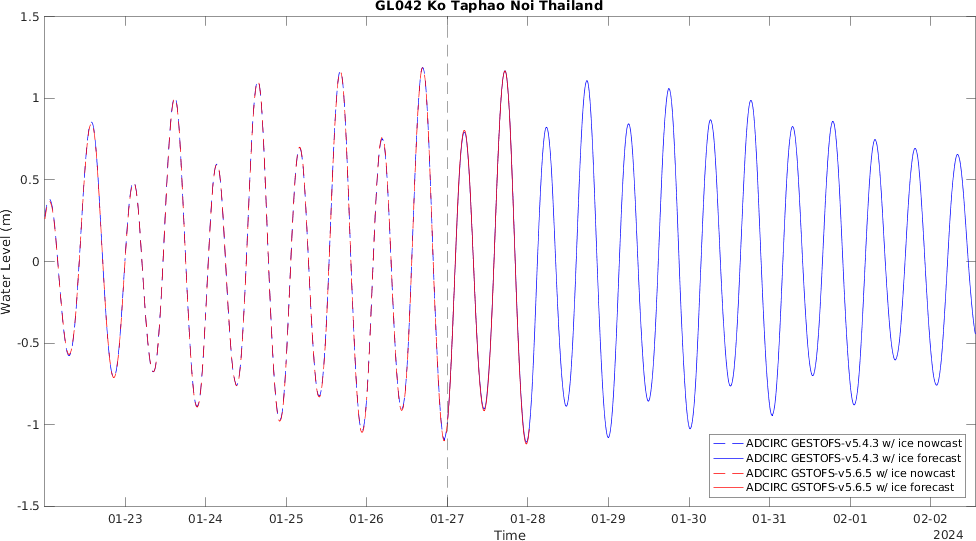 GL042 Ko Taphao Noi Thailand
1.5
1
0.5
0
-0.5
-1
-1.5
Water Level (m)
ADCIRC GESTOFS-v5.4.3 w/ ice nowcast
ADCIRC GESTOFS-v5.4.3 w/ ice forecast
ADCIRC GSTOFS-v5.6.5 w/ ice nowcast
ADCIRC GSTOFS-v5.6.5 w/ ice forecast
01-23 01-24 01-25 01-26 01-27 01-28 01-29 01-30 01-31 02-01 02-02
Time
2024